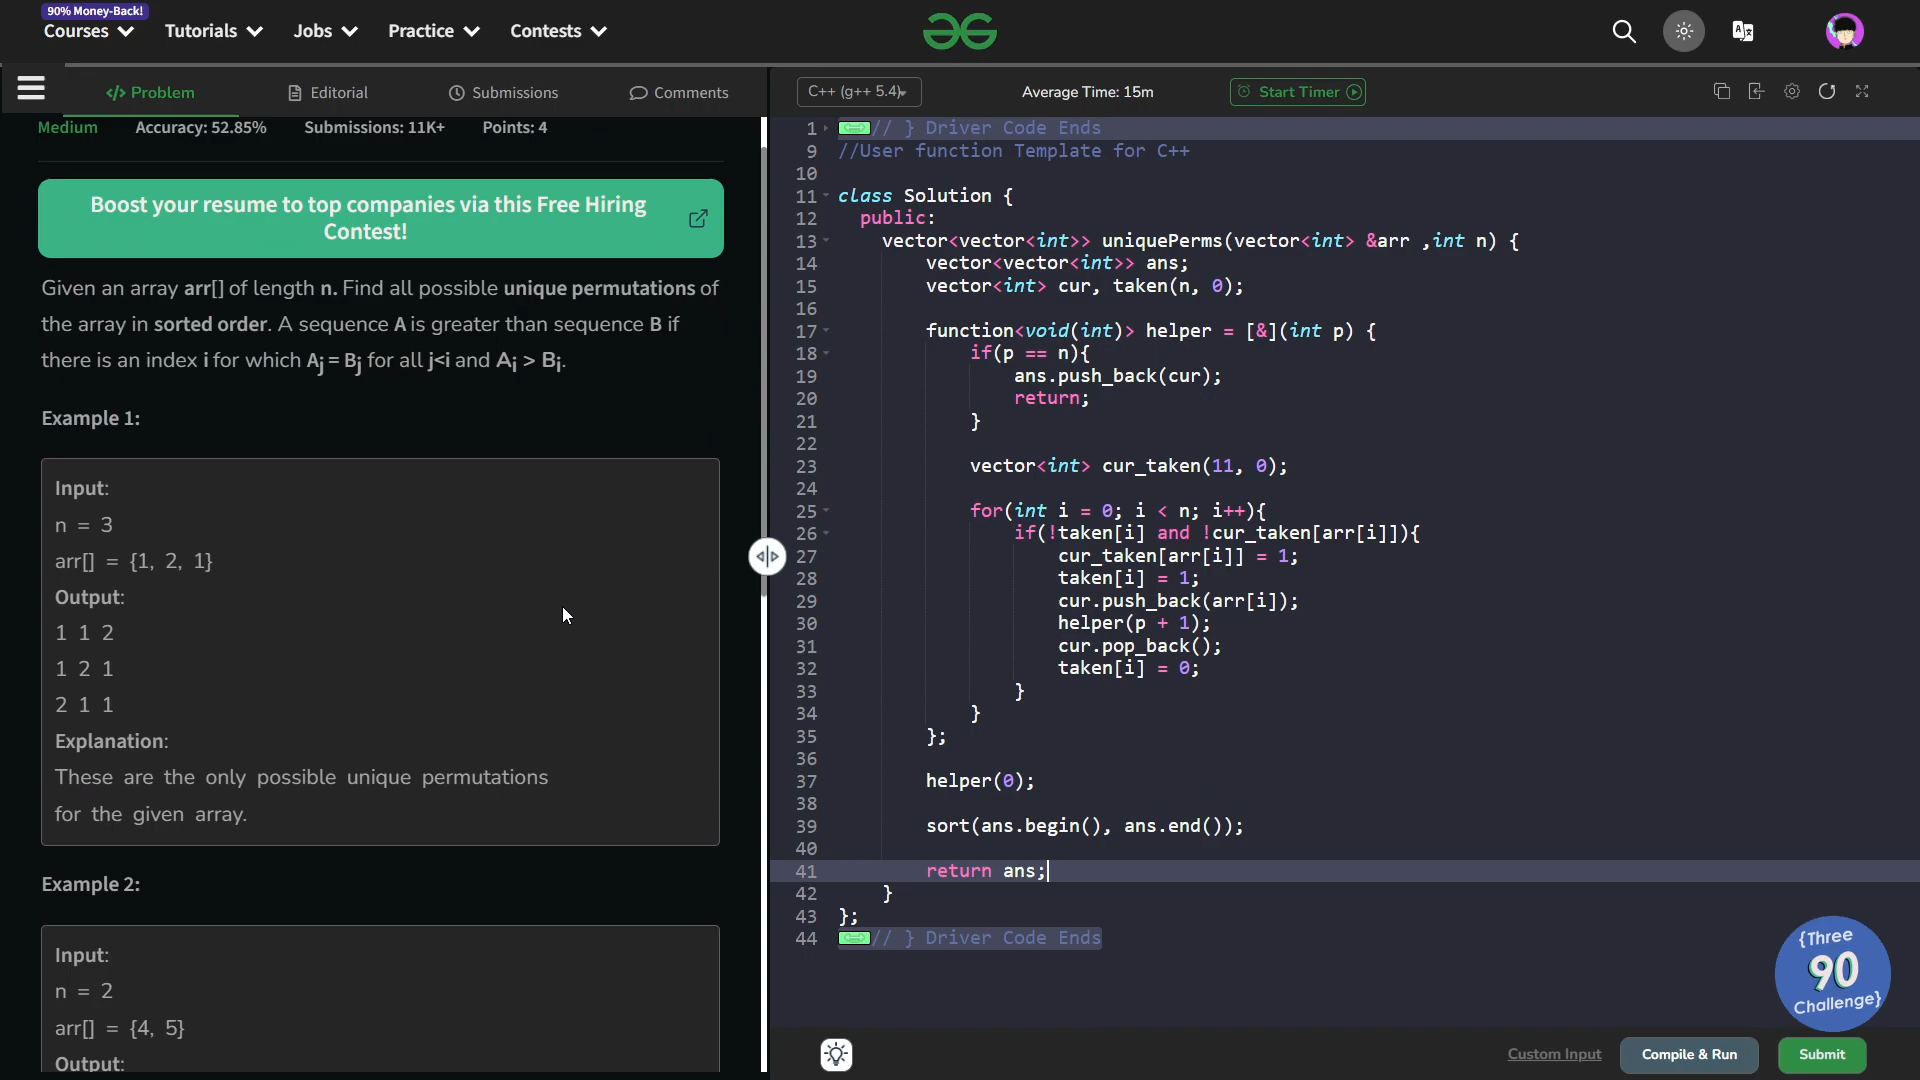 90% Money-Back!
Courses Tutorials Jobs Practice Contests
Problem Editorial Submissions Comments
C++ (g++ 5.4) Average Time: 15m Start Timer
Medium Accuracy: 52.85% Submissions: 11K+ Points: 4
Boost your resume to top companies via this Free Hiring
Contest!
Given an array arr[] of length n. Find all possible unique permutations of
the array in sorted order. A sequence A is greater than sequence B if
there is an index i for which Aj = Bj for all j<i and Ai > Bi.
Example 1:
Input:
n = 3
arr[] = {1, 2, 1}
Output:
1 1 2
1 2 1
2 1 1
Explanation:
These are the only possible unique permutations
for the given array.
Example 2:
Input:
n = 2
arr[] = {4, 5}
Output:
1 // } Driver Code Ends
9 //User function Template for C++
10
11 class Solution {
12 public:
13 vector<vector<int>> uniquePerms(vector<int> &arr ,int n) {
14 vector<vector<int>> ans;
15 vector<int> cur, taken(n, 0);
16
17 function<void(int)> helper = [&](int p) {
18 if(p == n){
19 ans.push_back(cur);
20 return;
21 }
22
23 vector<int> cur_taken(11, 0);
24
25 for(int i = 0; i < n; i++){
26 if(!taken[i] and !cur_taken[arr[i]]){
27 cur_taken[arr[i]] = 1;
28 taken[i] = 1;
29 cur.push_back(arr[i]);
30 helper(p + 1);
31 cur.pop_back();
32 taken[i] = 0;
33 }
34 }
35 };
36
37 helper(0);
38
39 sort(ans.begin(), ans.end());
40
41 return ans;
42 }
43 };
44 // } Driver Code Ends
{Three
90
Challenge}
Custom Input Compile & Run Submit